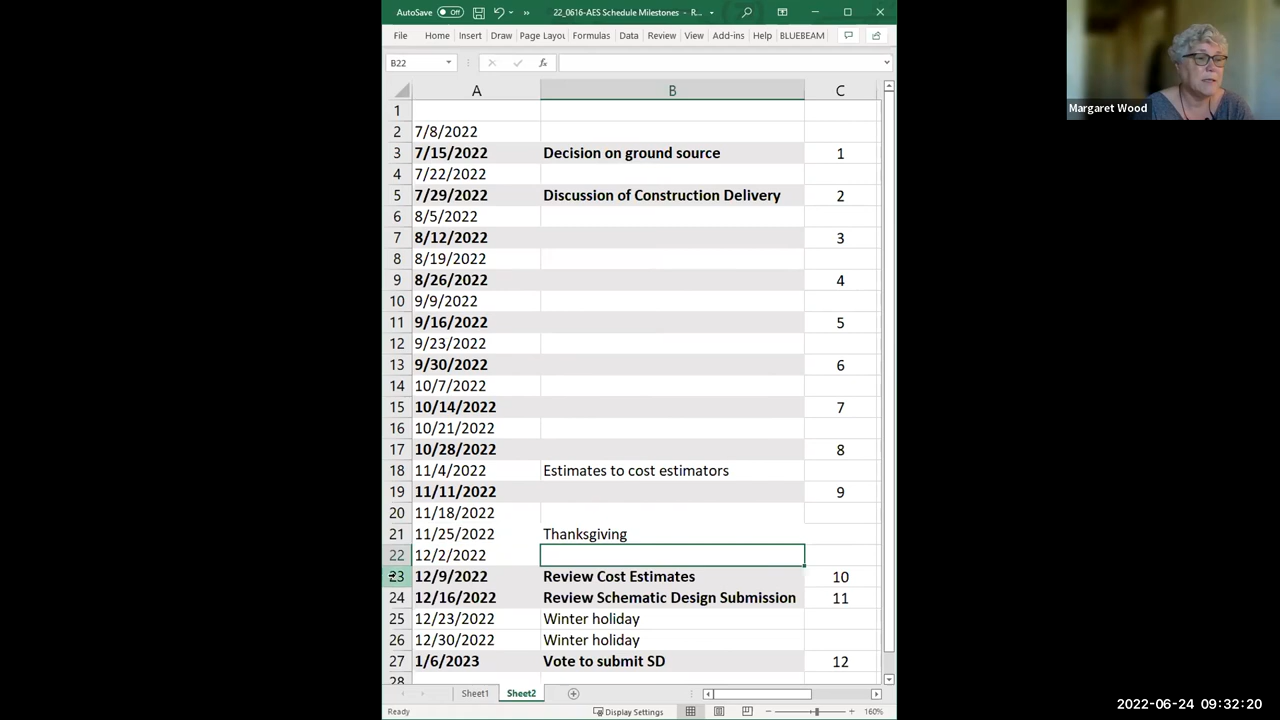 AutoSave Off 22_0616-AES Schedule Milestones - R...
File Home Insert Draw Page Layou Formulas Data Review View Add-ins Help BLUEBEAM
B22 fx
A B C
1
2 7/8/2022
3 7/15/2022 Decision on ground source 1
4 7/22/2022
5 7/29/2022 Discussion of Construction Delivery 2
6 8/5/2022
7 8/12/2022 3
8 8/19/2022
9 8/26/2022 4
10 9/9/2022
11 9/16/2022 5
12 9/23/2022
13 9/30/2022 6
14 10/7/2022
15 10/14/2022 7
16 10/21/2022
17 10/28/2022 8
18 11/4/2022 Estimates to cost estimators
19 11/11/2022 9
20 11/18/2022
21 11/25/2022 Thanksgiving
22 12/2/2022
23 12/9/2022 Review Cost Estimates 10
24 12/16/2022 Review Schematic Design Submission 11
25 12/23/2022 Winter holiday
26 12/30/2022 Winter holiday
27 1/6/2023 Vote to submit SD 12
28
Sheet1 Sheet2
Ready Display Settings 160%
Margaret Wood
2022-06-24 09:32:20